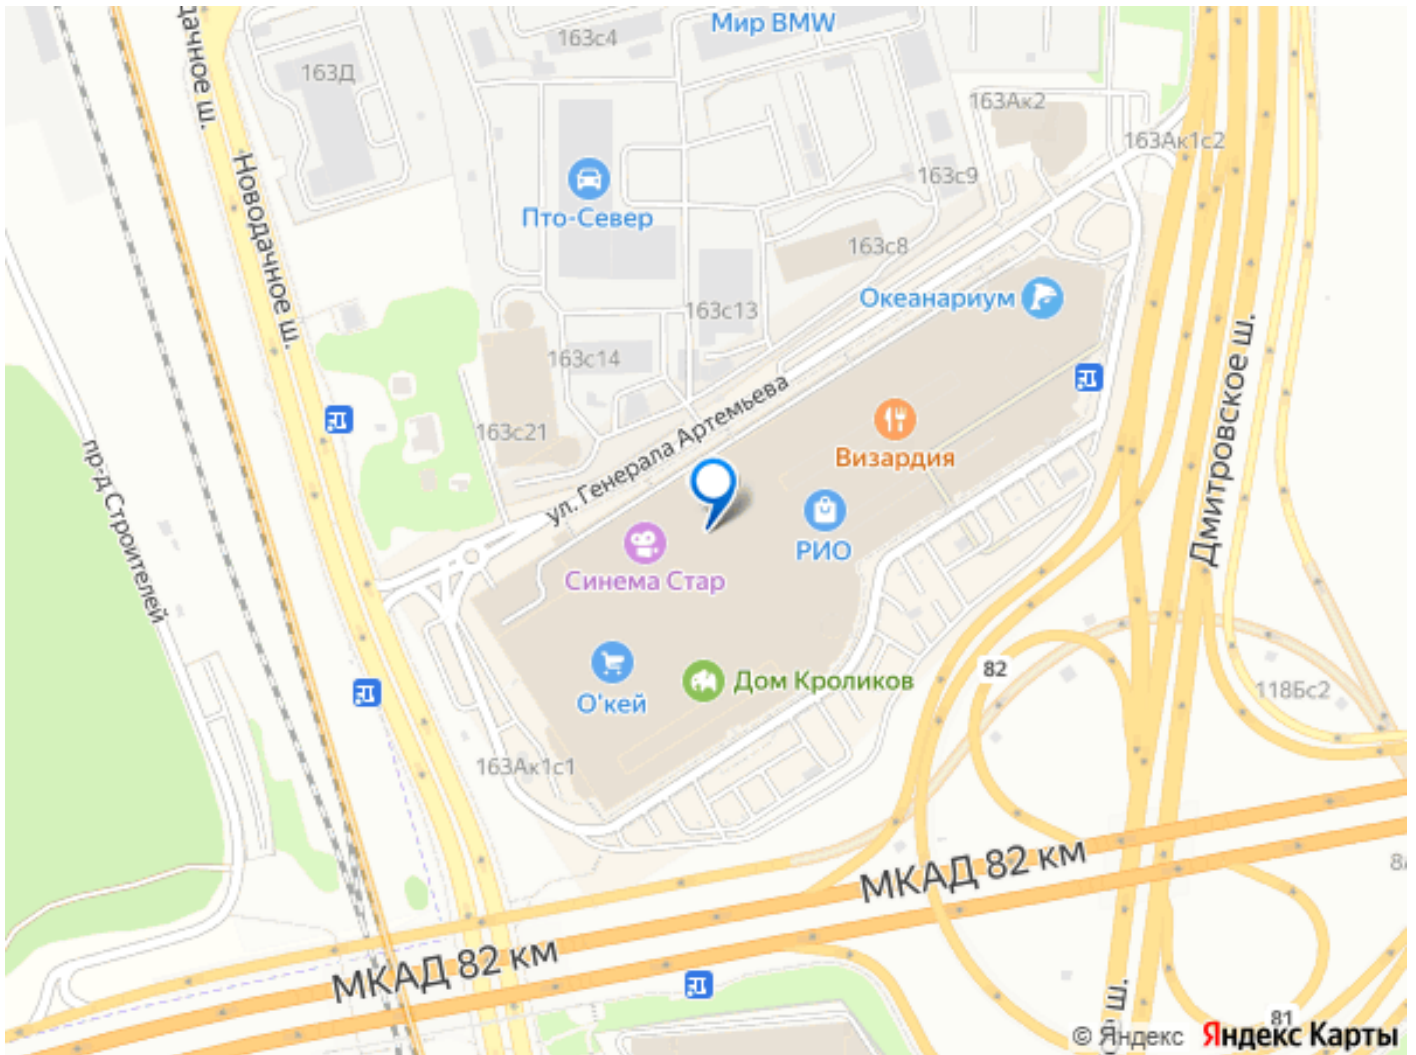 Мир BMW
163с4
163Д
дачное ш.
163Ак2
163Ак1с2
Новодачное ш.
163с9
Пто-Север
163с8
Океанариум
163с13
163с14
ул. Генерала Артемьева
Дмитровское ш.
163с21
Визардия
пр-д Строителей
РИО
Синема Стар
82
Дом Кроликов
118Бс2
О'кей
163Ак1с1
МКАД 82 км
МКАД 82 км
ш.
81
© Яндекс Яндекс Карты